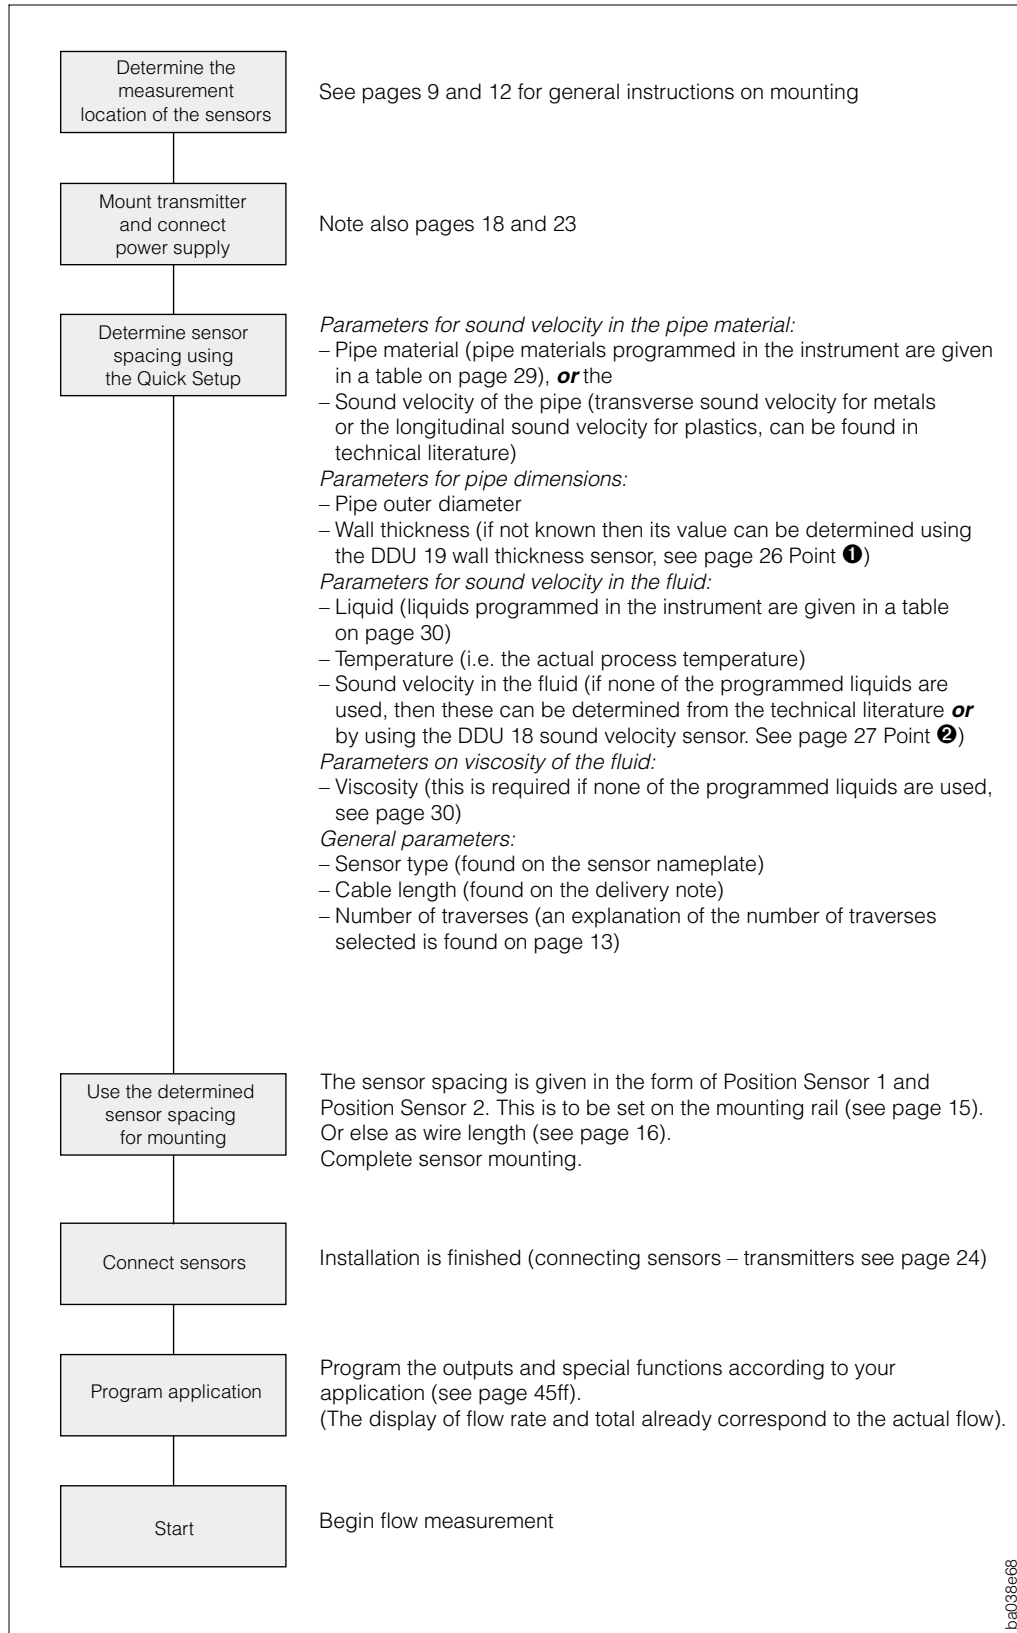 Determine the
measurement
location of the sensors
See pages 9 and 12 for general instructions on mounting
Mount transmitter
and connect
power supply
Note also pages 18 and 23
Determine sensor
spacing using
the Quick Setup
Parameters for sound velocity in the pipe material:
– Pipe material (pipe materials programmed in the instrument are given
in a table on page 29), or the
– Sound velocity of the pipe (transverse sound velocity for metals
or the longitudinal sound velocity for plastics, can be found in
technical literature)
Parameters for pipe dimensions:
– Pipe outer diameter
– Wall thickness (if not known then its value can be determined using
the DDU 19 wall thickness sensor, see page 26 Point ❶)
Parameters for sound velocity in the fluid:
– Liquid (liquids programmed in the instrument are given in a table
on page 30)
– Temperature (i.e. the actual process temperature)
– Sound velocity in the fluid (if none of the programmed liquids are
used, then these can be determined from the technical literature or
by using the DDU 18 sound velocity sensor. See page 27 Point ❷)
Parameters on viscosity of the fluid:
– Viscosity (this is required if none of the programmed liquids are used,
see page 30)
General parameters:
– Sensor type (found on the sensor nameplate)
– Cable length (found on the delivery note)
– Number of traverses (an explanation of the number of traverses
selected is found on page 13)
Use the determined
sensor spacing
for mounting
The sensor spacing is given in the form of Position Sensor 1 and
Position Sensor 2. This is to be set on the mounting rail (see page 15).
Or else as wire length (see page 16).
Complete sensor mounting.
Connect sensors
Installation is finished (connecting sensors – transmitters see page 24)
Program application
Program the outputs and special functions according to your
application (see page 45ff).
(The display of flow rate and total already correspond to the actual flow).
Start
Begin flow measurement
ba038e68